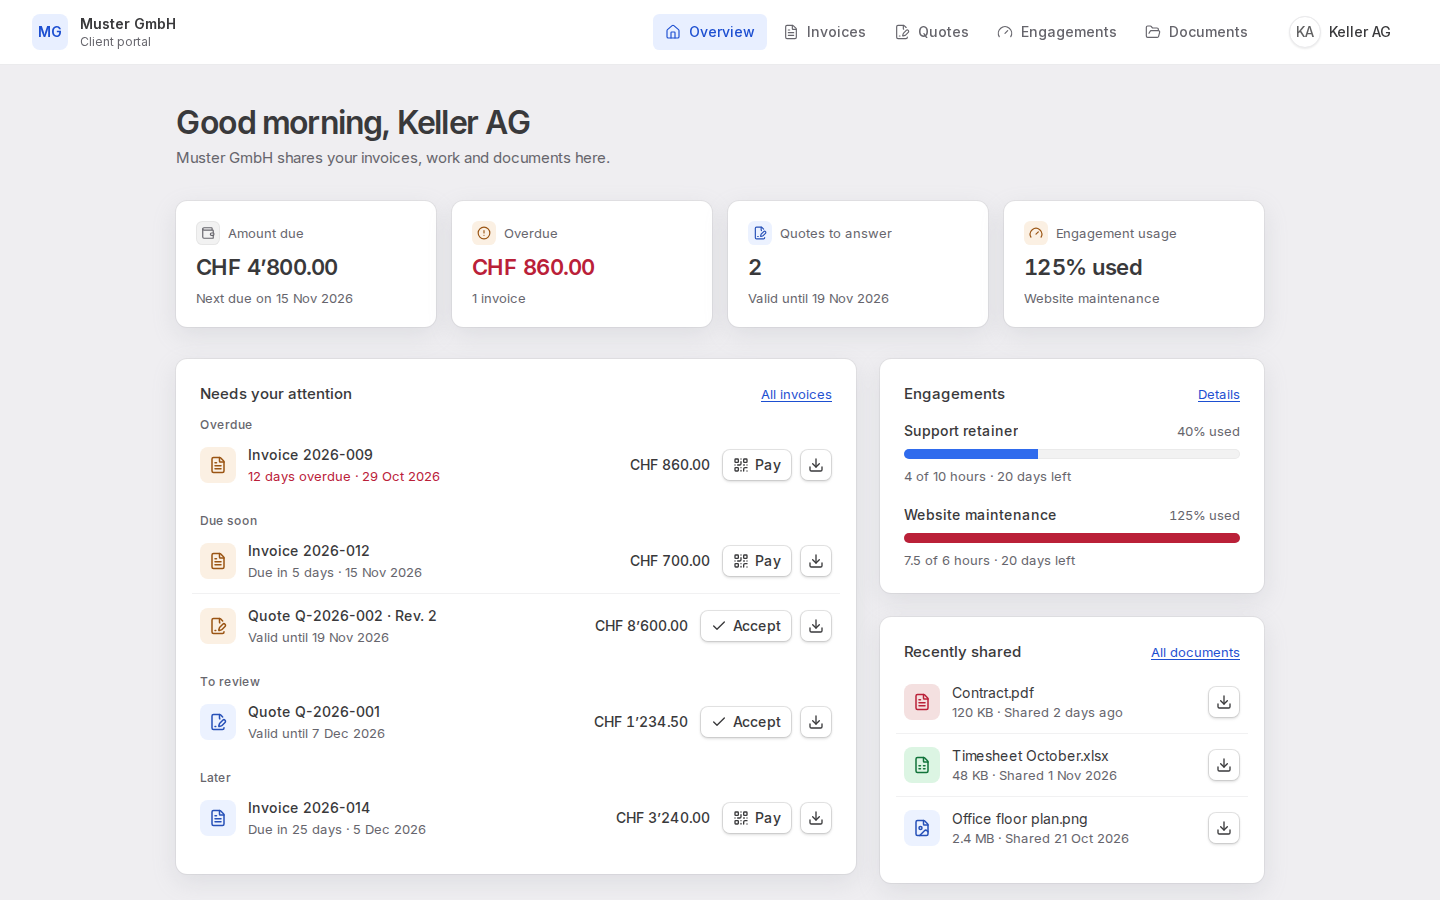 MG
Muster GmbH
Client portal
Overview
Invoices
Quotes
Engagements
Documents
KA
Keller AG
Good morning, Keller AG
Muster GmbH shares your invoices, work and documents here.
Amount due
CHF 4’800.00
Next due on 15 Nov 2026
Overdue
CHF 860.00
1 invoice
Quotes to answer
2
Valid until 19 Nov 2026
Engagement usage
125% used
Website maintenance
Needs your attention
All invoices
Overdue
Invoice 2026-009
12 days overdue · 29 Oct 2026
CHF 860.00
Pay
Due soon
Invoice 2026-012
Due in 5 days · 15 Nov 2026
CHF 700.00
Pay
Quote Q-2026-002 · Rev. 2
Valid until 19 Nov 2026
CHF 8’600.00
Accept
To review
Quote Q-2026-001
Valid until 7 Dec 2026
CHF 1’234.50
Accept
Later
Invoice 2026-014
Due in 25 days · 5 Dec 2026
CHF 3’240.00
Pay
Engagements
Details
Support retainer
40% used
4 of 10 hours · 20 days left
Website maintenance
125% used
7.5 of 6 hours · 20 days left
Recently shared
All documents
Contract.pdf
120 KB · Shared 2 days ago
Timesheet October.xlsx
48 KB · Shared 1 Nov 2026
Office floor plan.png
2.4 MB · Shared 21 Oct 2026